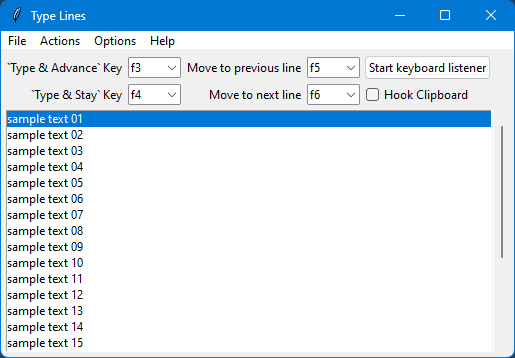 Type Lines
File Actions Options Help
`Type & Advance` Key f3 Move to previous line f5 Start keyboard listener
`Type & Stay` Key f4 Move to next line f6 Hook Clipboard
sample text 01
sample text 02
sample text 03
sample text 04
sample text 05
sample text 06
sample text 07
sample text 08
sample text 09
sample text 10
sample text 11
sample text 12
sample text 13
sample text 14
sample text 15